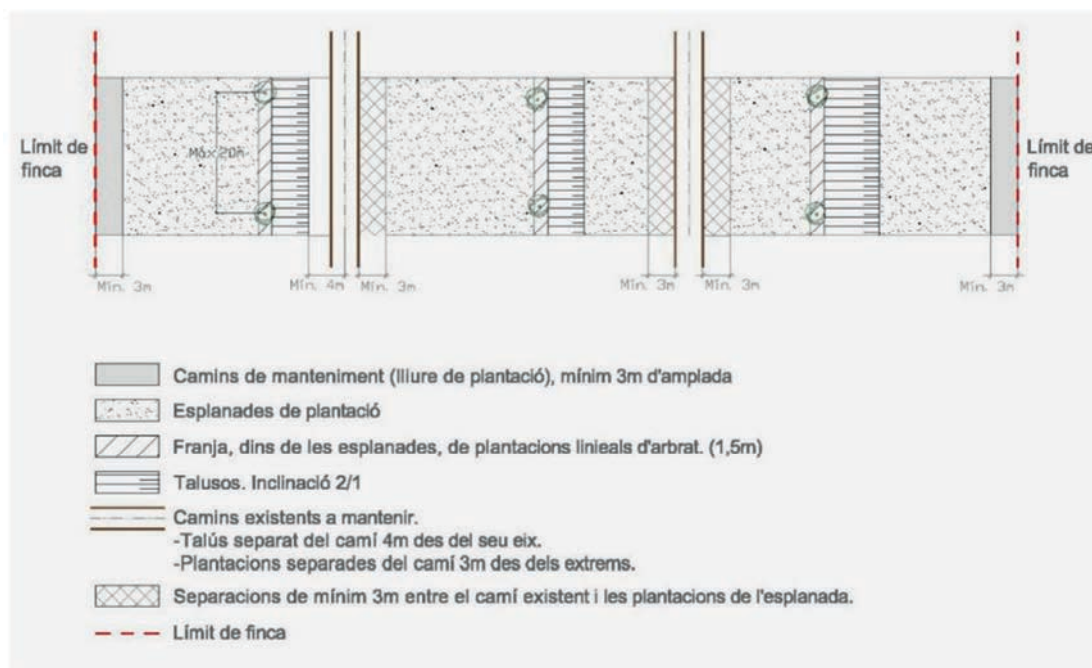 Límit de
finca
Máx 20m
Límit de
finca
Mín. 3m
Mín. 4m
Mín. 3m
Mín. 3m
Mín. 3m
Mín. 3m
Camins de manteniment (lliure de plantació), mínim 3m d'amplada
Esplanades de plantació
Franja, dins de les esplanades, de plantacions linieals d'arbrat. (1,5m)
Talusos. Inclinació 2/1
Camins existents a mantenir.
-Talús separat del camí 4m des del seu eix.
-Plantacions separades del camí 3m des dels extrems.
Separacions de mínim 3m entre el camí existent i les plantacions de l'esplanada.
Límit de finca